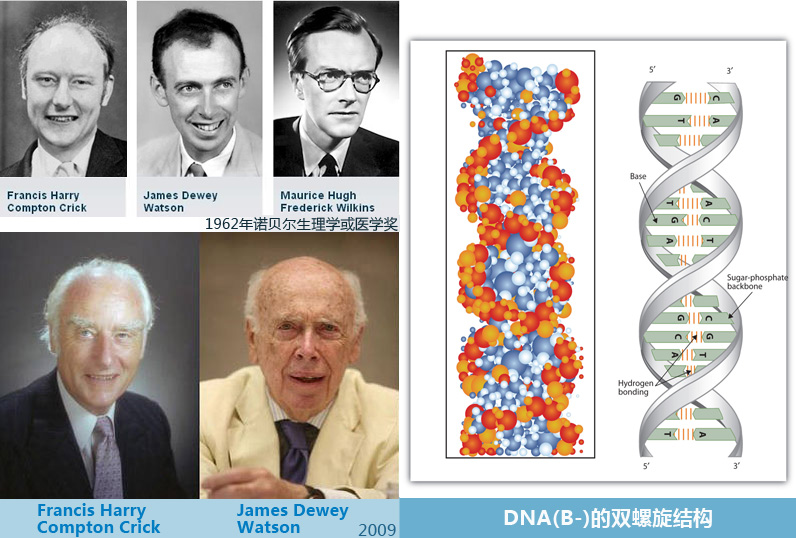 Francis Harry
Compton Crick
James Dewey
Watson
Maurice Hugh
Frederick Wilkins
1962年诺贝尔生理学或医学奖
Francis Harry
Compton Crick
James Dewey
Watson
2009
5′
3′
G
C
T
A
Base
A
T
G
C
A
T
Sugar-phosphate
backbone
G
C
C
G
A
T
Hydrogen
bonding
T
A
5′
3′
DNA(B-)的双螺旋结构